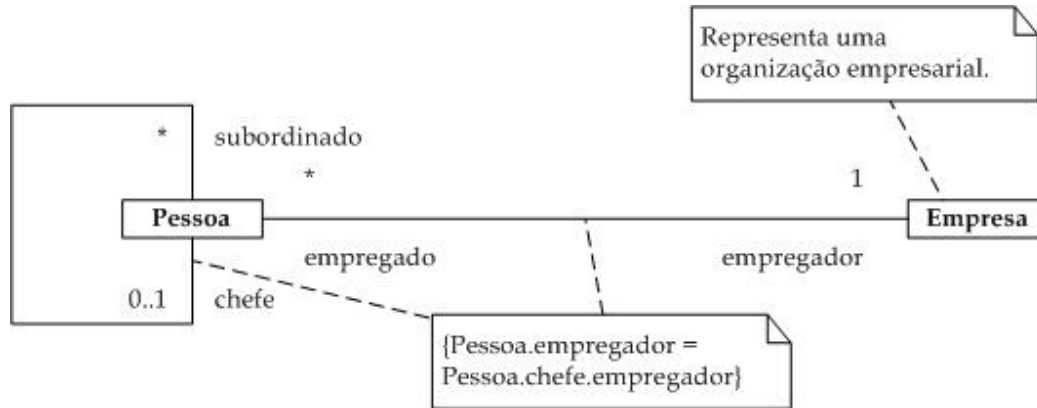 Representa uma
organização empresarial.
* subordinado
* 1
Pessoa Empresa
empregado empregador
0..1 chefe
{Pessoa.empregador =
Pessoa.chefe.empregador}